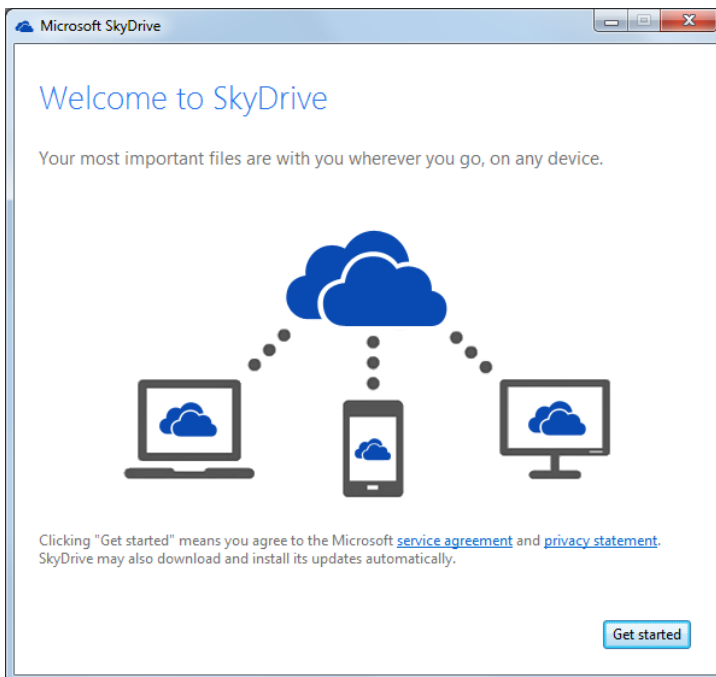 Microsoft SkyDrive
Welcome to SkyDrive
Your most important files are with you wherever you go, on any device.
Clicking "Get started" means you agree to the Microsoft service agreement and privacy statement.
SkyDrive may also download and install its updates automatically.
Get started